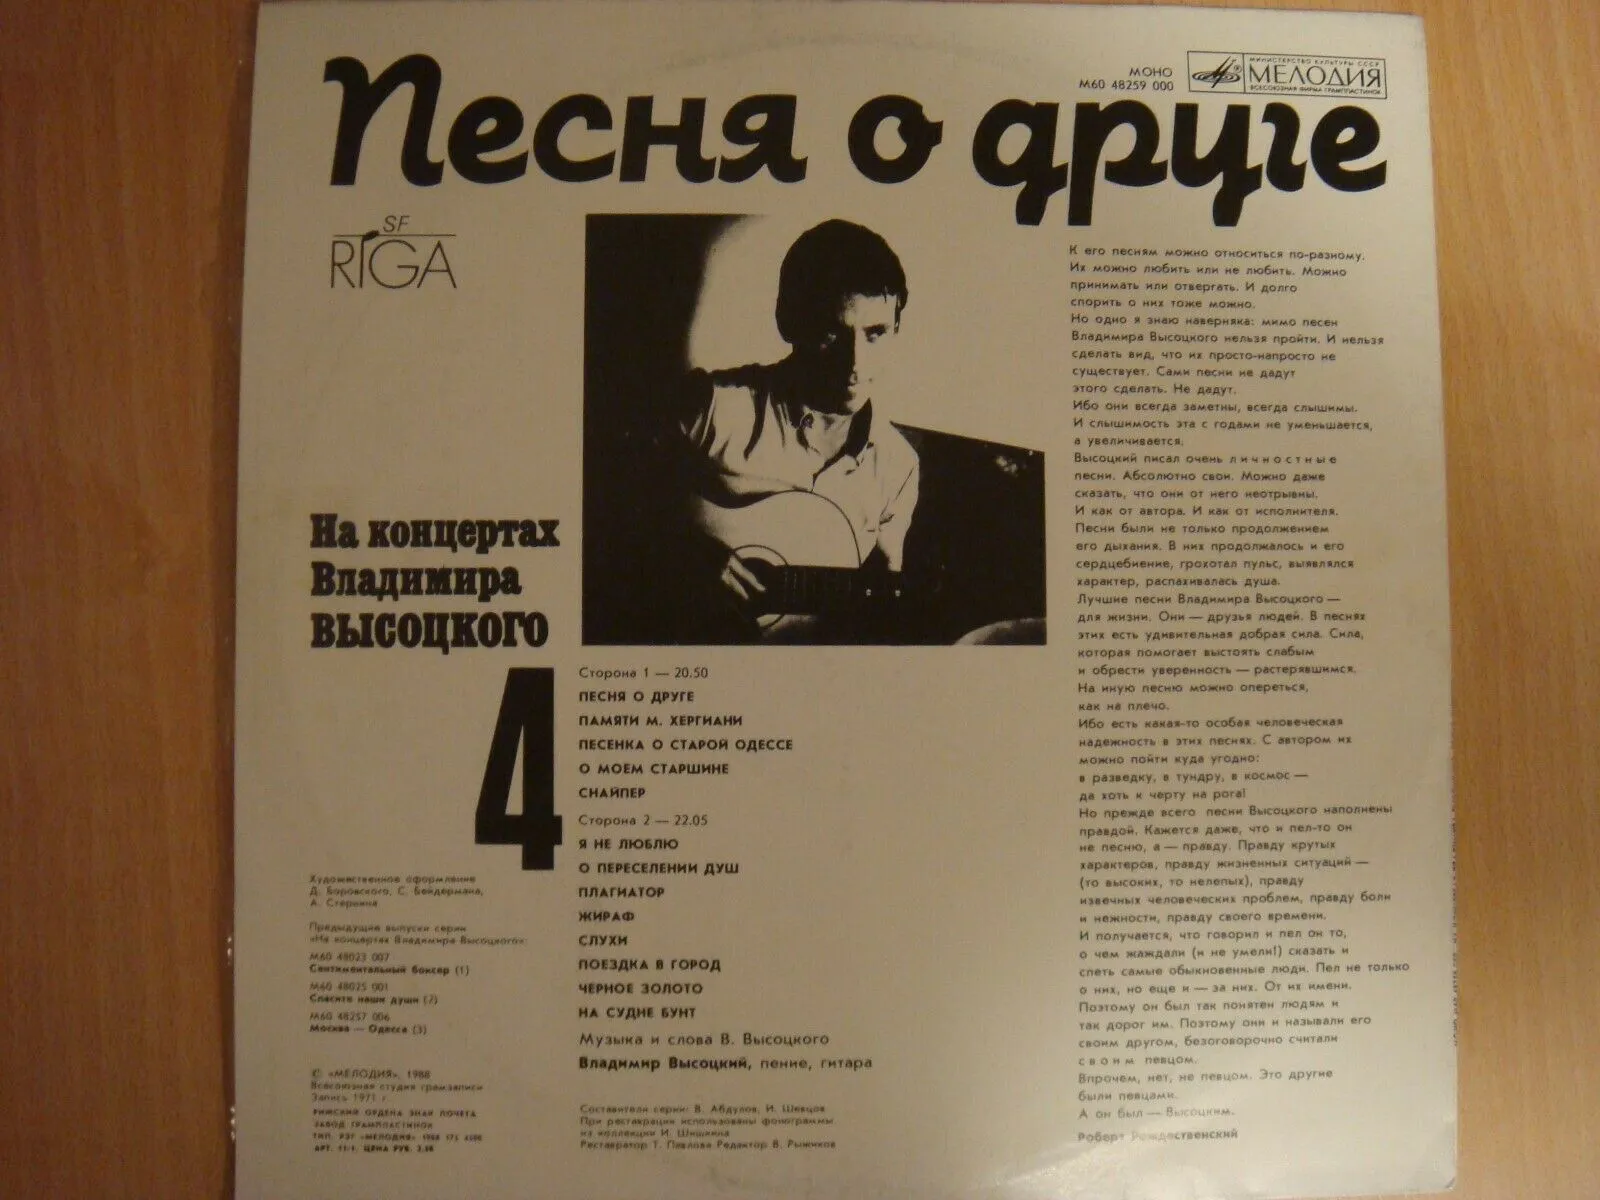 МОНО
М60 48259 000
МИНИСТЕРСТВО КУЛЬТУРЫ СССР
МЕЛОДИЯ
ВСЕСОЮЗНАЯ ФИРМА ГРАМПЛАСТИНОК
Песня о друге
SF
RIGA
На концертах
Владимира
ВЫСОЦКОГО
4
Художественное оформление
Д. Боровского, С. Бейдермана,
А. Стернина
Предыдущие выпуски серии
«На концертах Владимира Высоцкого»
М60 48023 007
Сентиментальный боксер (1)
М60 48025 001
Спасите наши души (2)
М60 48257 006
Москва — Одесса (3)
© «МЕЛОДИЯ», 1988
Всесоюзная студия грамзаписи
Запись 1971 г.
РИЖСКИЙ ОРДЕНА ЗНАК ПОЧЕТА
ЗАВОД ГРАМПЛАСТИНОК
ТИП. РЗГ «МЕЛОДИЯ» 1988
АРТ. 11-1. ЦЕНА РУБ.
Сторона 1 — 20.50
ПЕСНЯ О ДРУГЕ
ПАМЯТИ М. ХЕРГИАНИ
ПЕСЕНКА О СТАРОЙ ОДЕССЕ
О МОЕМ СТАРШИНЕ
СНАЙПЕР
Сторона 2 — 22.05
Я НЕ ЛЮБЛЮ
О ПЕРЕСЕЛЕНИИ ДУШ
ПЛАГИАТОР
ЖИРАФ
СЛУХИ
ПОЕЗДКА В ГОРОД
ЧЕРНОЕ ЗОЛОТО
НА СУДНЕ БУНТ
Музыка и слова В. Высоцкого
Владимир Высоцкий, пение, гитара
Составители серии: В. Абдулов, И. Шевцов
При реставрации использованы фонограммы
из коллекции И. Шишкина
Реставратор Т. Павлова Редактор В. Рыжиков
К его песням можно относиться по-разному.
Их можно любить или не любить. Можно
принимать или отвергать. И долго
спорить о них тоже можно.
Но одно я знаю наверняка: мимо песен
Владимира Высоцкого нельзя пройти. И нельзя
сделать вид, что их просто-напросто не
существует. Сами песни не дадут
этого сделать. Не дадут.
Ибо они всегда заметны, всегда слышимы.
И слышимость эта с годами не уменьшается,
а увеличивается.
Высоцкий писал очень личностные
песни. Абсолютно свои. Можно даже
сказать, что они от него неотрывны.
И как от автора. И как от исполнителя.
Песни были не только продолжением
его дыхания. В них продолжалось и его
сердцебиение, грохотал пульс, выявлялся
характер, распахивалась душа.
Лучшие песни Владимира Высоцкого —
для жизни. Они — друзья людей. В песнях
этих есть удивительная добрая сила. Сила,
которая помогает выстоять слабым
и обрести уверенность — растерявшимся.
На иную песню можно опереться,
как на плечо.
Ибо есть какая-то особая человеческая
надежность в этих песнях. С автором их
можно пойти куда угодно:
в разведку, в тундру, в космос —
да хоть к черту на рога!
Но прежде всего песни Высоцкого наполнены
правдой. Кажется даже, что и пел-то он
не песню, а — правду. Правду крутых
характеров, правду жизненных ситуаций —
(то высоких, то нелепых), правду
извечных человеческих проблем, правду боли
и нежности, правду своего времени.
И получается, что говорил и пел он то,
о чем жаждали (и не умели!) сказать и
спеть самые обыкновенные люди. Пел не только
о них, но еще и — за них. От их имени.
Поэтому он был так понятен людям и
так дорог им. Поэтому они и называли его
своим другом, безоговорочно считали
своим певцом.
Впрочем, нет, не певцом. Это другие
были певцами.
А он был — Высоцким.
Роберт Рождественский